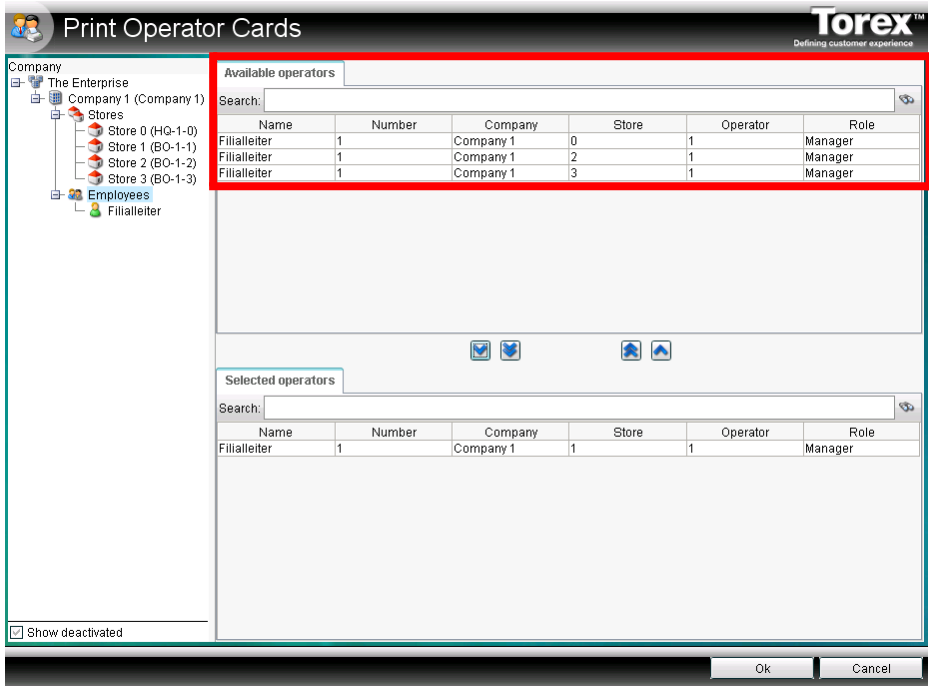 Print Operator Cards
Torex™
Defining customer experience
Company
The Enterprise
Company 1 (Company 1)
Stores
Store 0 (HQ-1-0)
Store 1 (BO-1-1)
Store 2 (BO-1-2)
Store 3 (BO-1-3)
Employees
Filialleiter
Show deactivated
Available operators
Search:
Name Number Company Store Operator Role
Filialleiter 1 Company 1 0 1 Manager
Filialleiter 1 Company 1 2 1 Manager
Filialleiter 1 Company 1 3 1 Manager
Selected operators
Search:
Name Number Company Store Operator Role
Filialleiter 1 Company 1 1 1 Manager
Ok Cancel